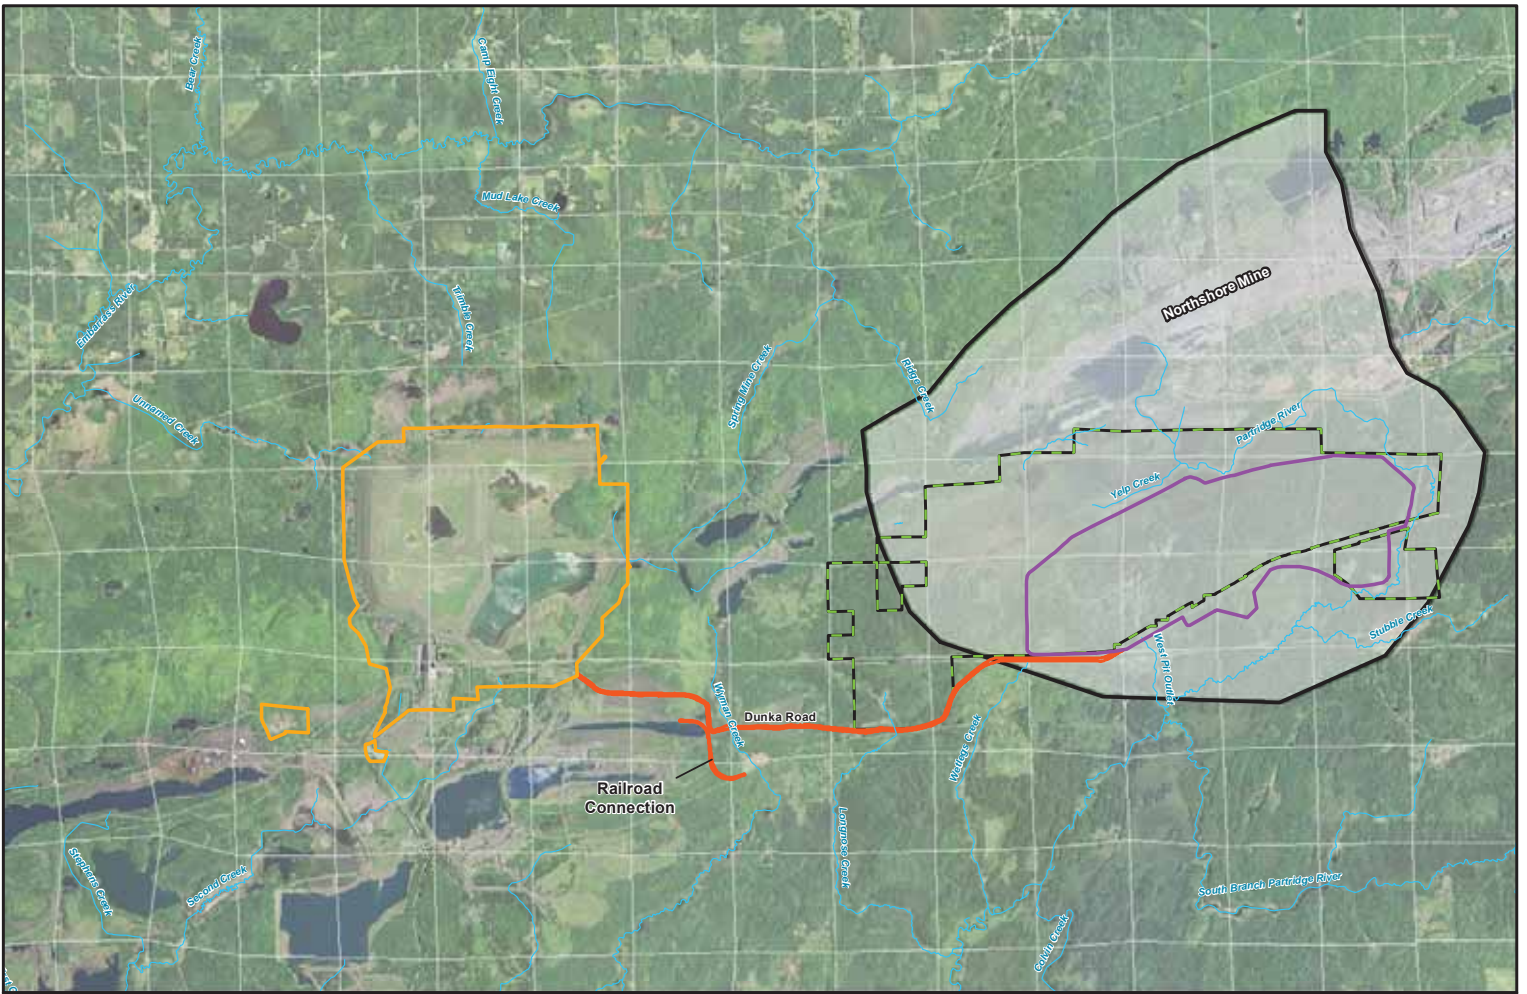 Bear Creek
Camp Eight Creek
Mud Lake Creek
Embarrass River
Trimble Creek
Northshore Mine
Spring Mine Creek
Ridge Creek
Unnamed Creek
Partridge River
Yelp Creek
Stubble Creek
West Pit Outlet
Wyman Creek
Dunka Road
Wetlegs Creek
Railroad
Connection
Longnose Creek
Stephens Creek
Second Creek
South Branch Partridge River
Calvin Creek